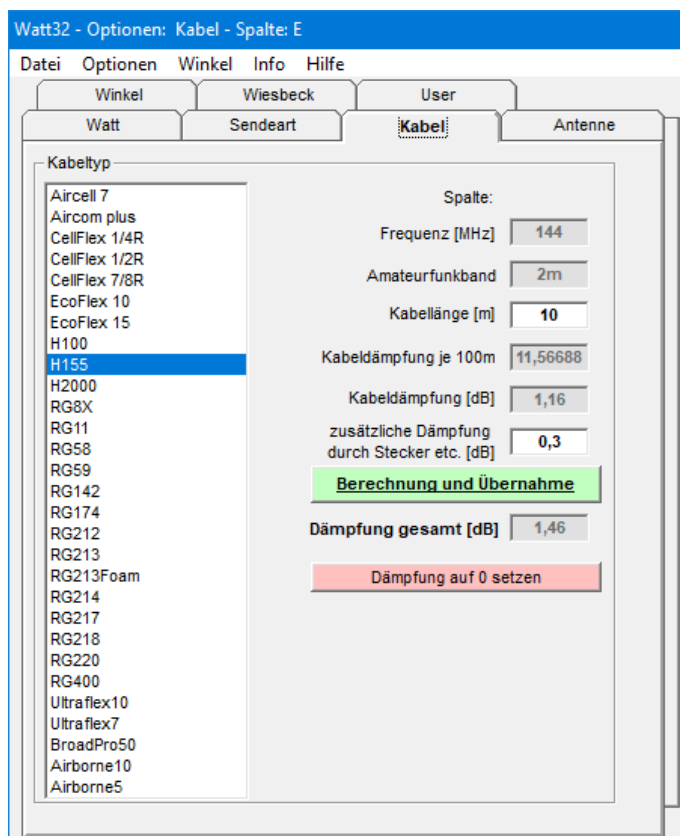 Watt32 - Optionen: Kabel - Spalte: E
Datei Optionen Winkel Info Hilfe
Winkel Wiesbeck User
Watt Sendeart Kabel Antenne
Kabeltyp
Aircell 7
Aircom plus
CellFlex 1/4R
CellFlex 1/2R
CellFlex 7/8R
EcoFlex 10
EcoFlex 15
H100
H155
H2000
RG8X
RG11
RG58
RG59
RG142
RG174
RG212
RG213
RG213Foam
RG214
RG217
RG218
RG220
RG400
Ultraflex10
Ultraflex7
BroadPro50
Airborne10
Airborne5
Spalte:
Frequenz [MHz] 144
Amateurfunkband 2m
Kabellänge [m] 10
Kabeldämpfung je 100m 11,56688
Kabeldämpfung [dB] 1,16
zusätzliche Dämpfung
durch Stecker etc. [dB] 0,3
Berechnung und Übernahme
Dämpfung gesamt [dB] 1,46
Dämpfung auf 0 setzen